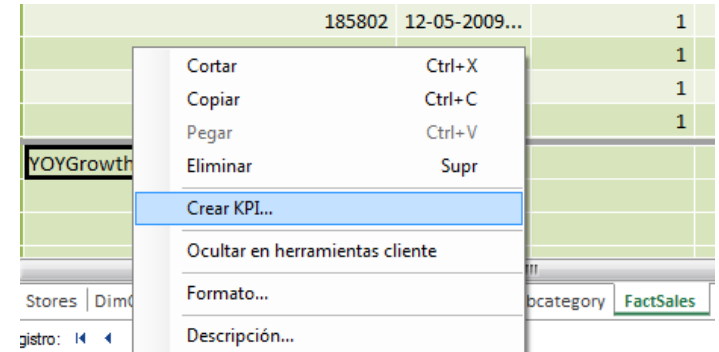 185802 12-05-2009... 1
1
1
1
Cortar Ctrl+X
Copiar Ctrl+C
Pegar Ctrl+V
YOYGrowth
Eliminar Supr
Crear KPI...
Ocultar en herramientas cliente
Formato...
Stores DimC bcategory FactSales
Descripción...
gistro: